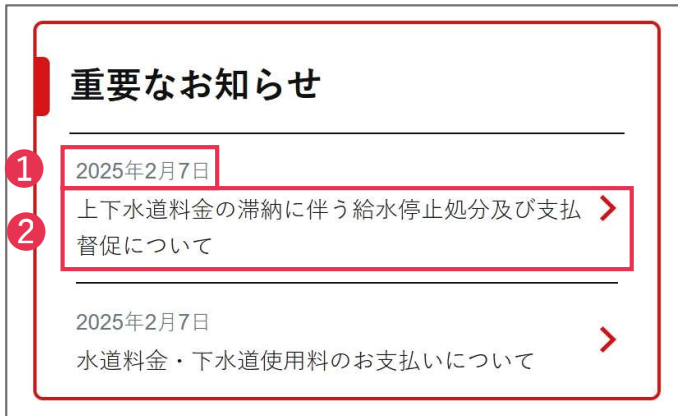 重要なお知らせ
1
2025年2月7日
2
上下水道料金の滞納に伴う給水停止処分及び支払
督促について
2025年2月7日
水道料金・下水道使用料のお支払いについて